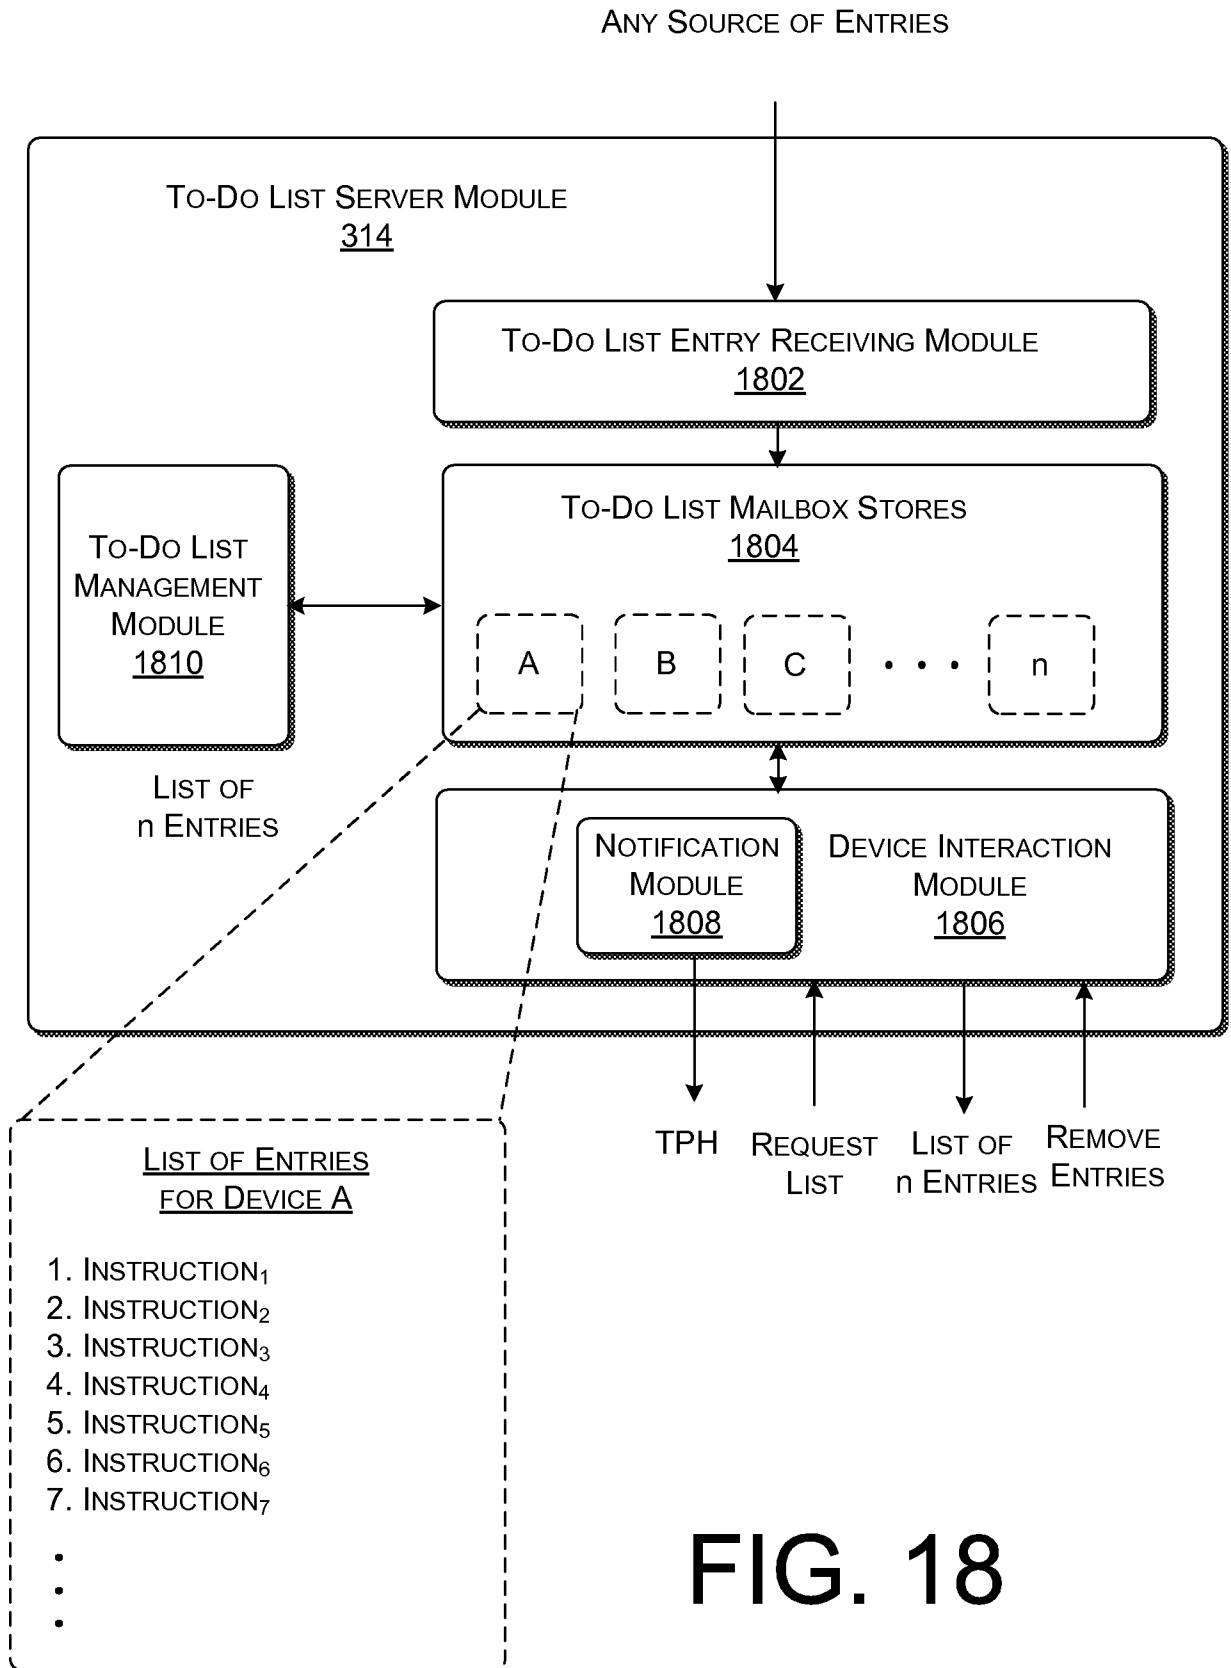 ANY SOURCE OF ENTRIES
TO-DO LIST SERVER MODULE
314
TO-DO LIST ENTRY RECEIVING MODULE
1802
TO-DO LIST
MANAGEMENT
MODULE
1810
TO-DO LIST MAILBOX STORES
1804
A B C • • • n
LIST OF
n ENTRIES
NOTIFICATION
MODULE
1808
DEVICE INTERACTION
MODULE
1806
TPH
REQUEST
LIST
LIST OF
n ENTRIES
REMOVE
ENTRIES
LIST OF ENTRIES
FOR DEVICE A
1. INSTRUCTION₁
2. INSTRUCTION₂
3. INSTRUCTION₃
4. INSTRUCTION₄
5. INSTRUCTION₅
6. INSTRUCTION₆
7. INSTRUCTION₇
•
•
•
FIG. 18